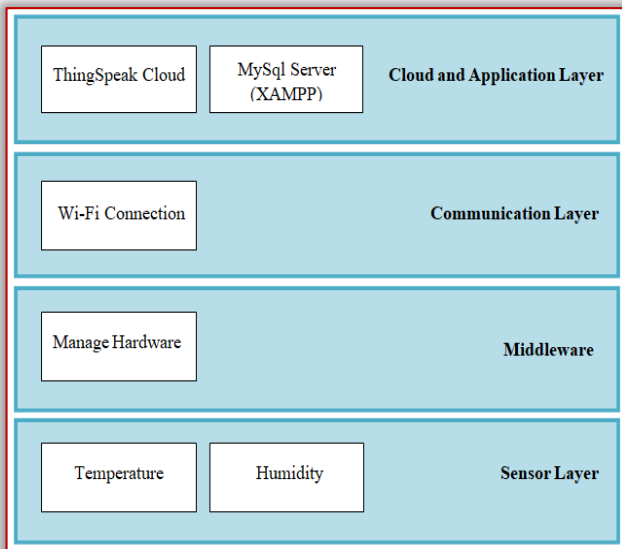 ThingSpeak Cloud
MySql Server
(XAMPP)
Cloud and Application Layer
Wi-Fi Connection
Communication Layer
Manage Hardware
Middleware
Temperature
Humidity
Sensor Layer